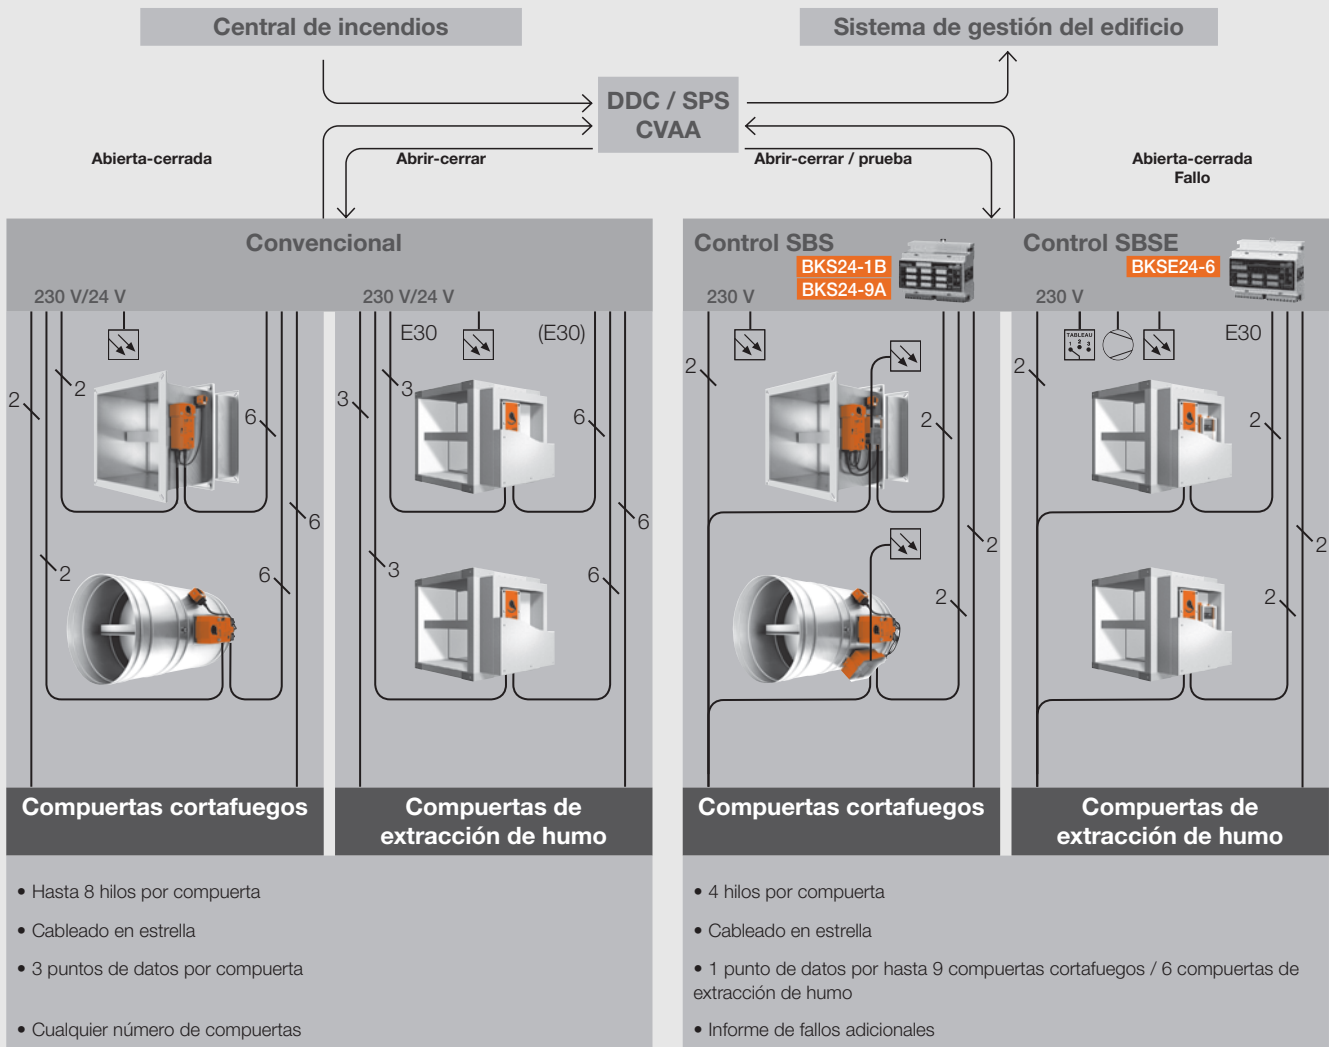 Central de incendios
Sistema de gestión del edificio
DDC / SPS
CVAA
Abierta-cerrada
Abrir-cerrar
Abrir-cerrar / prueba
Abierta-cerrada
Fallo
Convencional
Control SBS
BKS24-1B
BKS24-9A
Control SBSE
BKSE24-6
230 V/24 V
230 V/24 V
230 V
230 V
E30
(E30)
TABLEAU
1 2 3
E30
2
2
6
6
2
6
3
3
6
6
3
6
2
2
2
2
2
2
2
2
Compuertas cortafuegos
Compuertas de
extracción de humo
Compuertas cortafuegos
Compuertas de
extracción de humo
• Hasta 8 hilos por compuerta
• Cableado en estrella
• 3 puntos de datos por compuerta
• Cualquier número de compuertas
• 4 hilos por compuerta
• Cableado en estrella
• 1 punto de datos por hasta 9 compuertas cortafuegos / 6 compuertas de
extracción de humo
• Informe de fallos adicionales